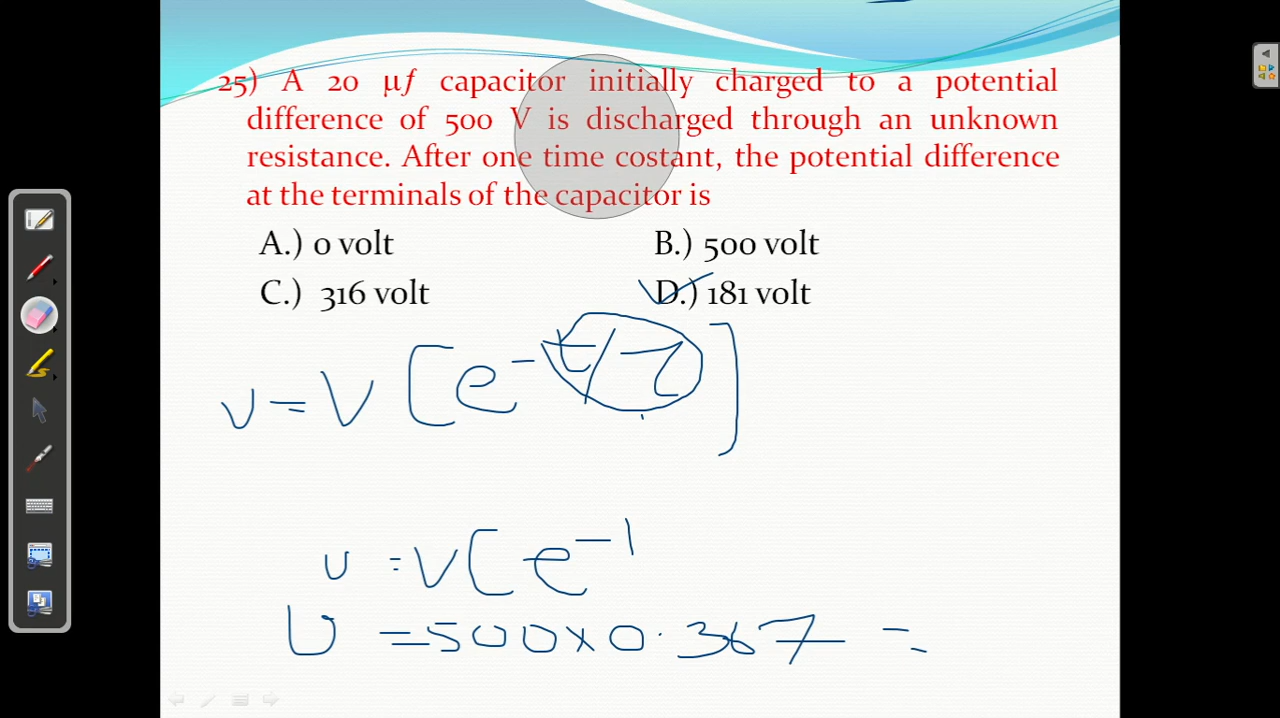 25) A 20 μf capacitor initially charged to a potential
difference of 500 V is discharged through an unknown
resistance. After one time costant, the potential difference
at the terminals of the capacitor is
A.) 0 volt B.) 500 volt
C.) 316 volt D.) 181 volt
v = V [e^-t/τ]
v = V[e^-1
v = 500 × 0.367 =